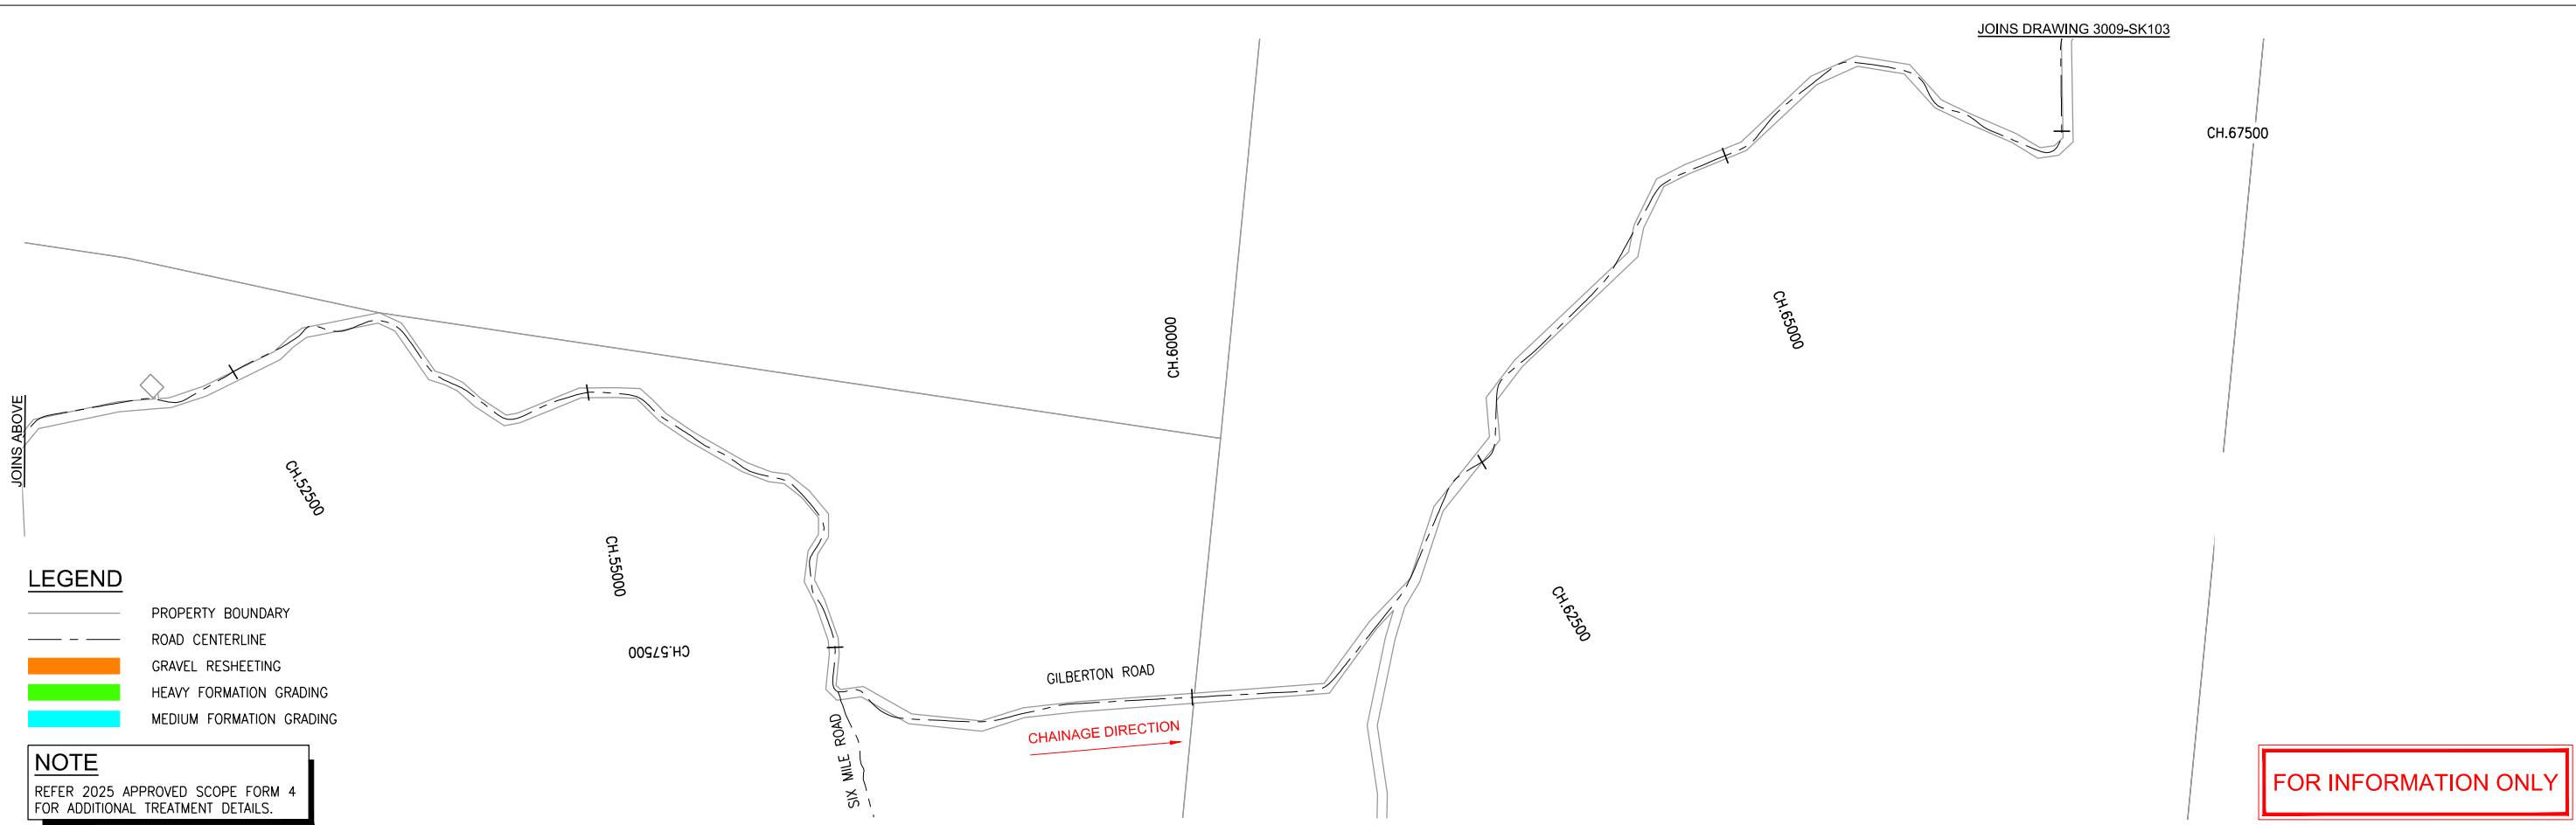 JOINS DRAWING 3009-SK103
CH.67500
CH.65000
CH.60000
JOINS ABOVE
CH.52500
CH.55000
CH.57500
CH.62500
GILBERTON ROAD
CHAINAGE DIRECTION
SIX MILE ROAD
LEGEND
PROPERTY BOUNDARY
ROAD CENTERLINE
GRAVEL RESHEETING
HEAVY FORMATION GRADING
MEDIUM FORMATION GRADING
NOTE
REFER 2025 APPROVED SCOPE FORM 4
FOR ADDITIONAL TREATMENT DETAILS.
FOR INFORMATION ONLY